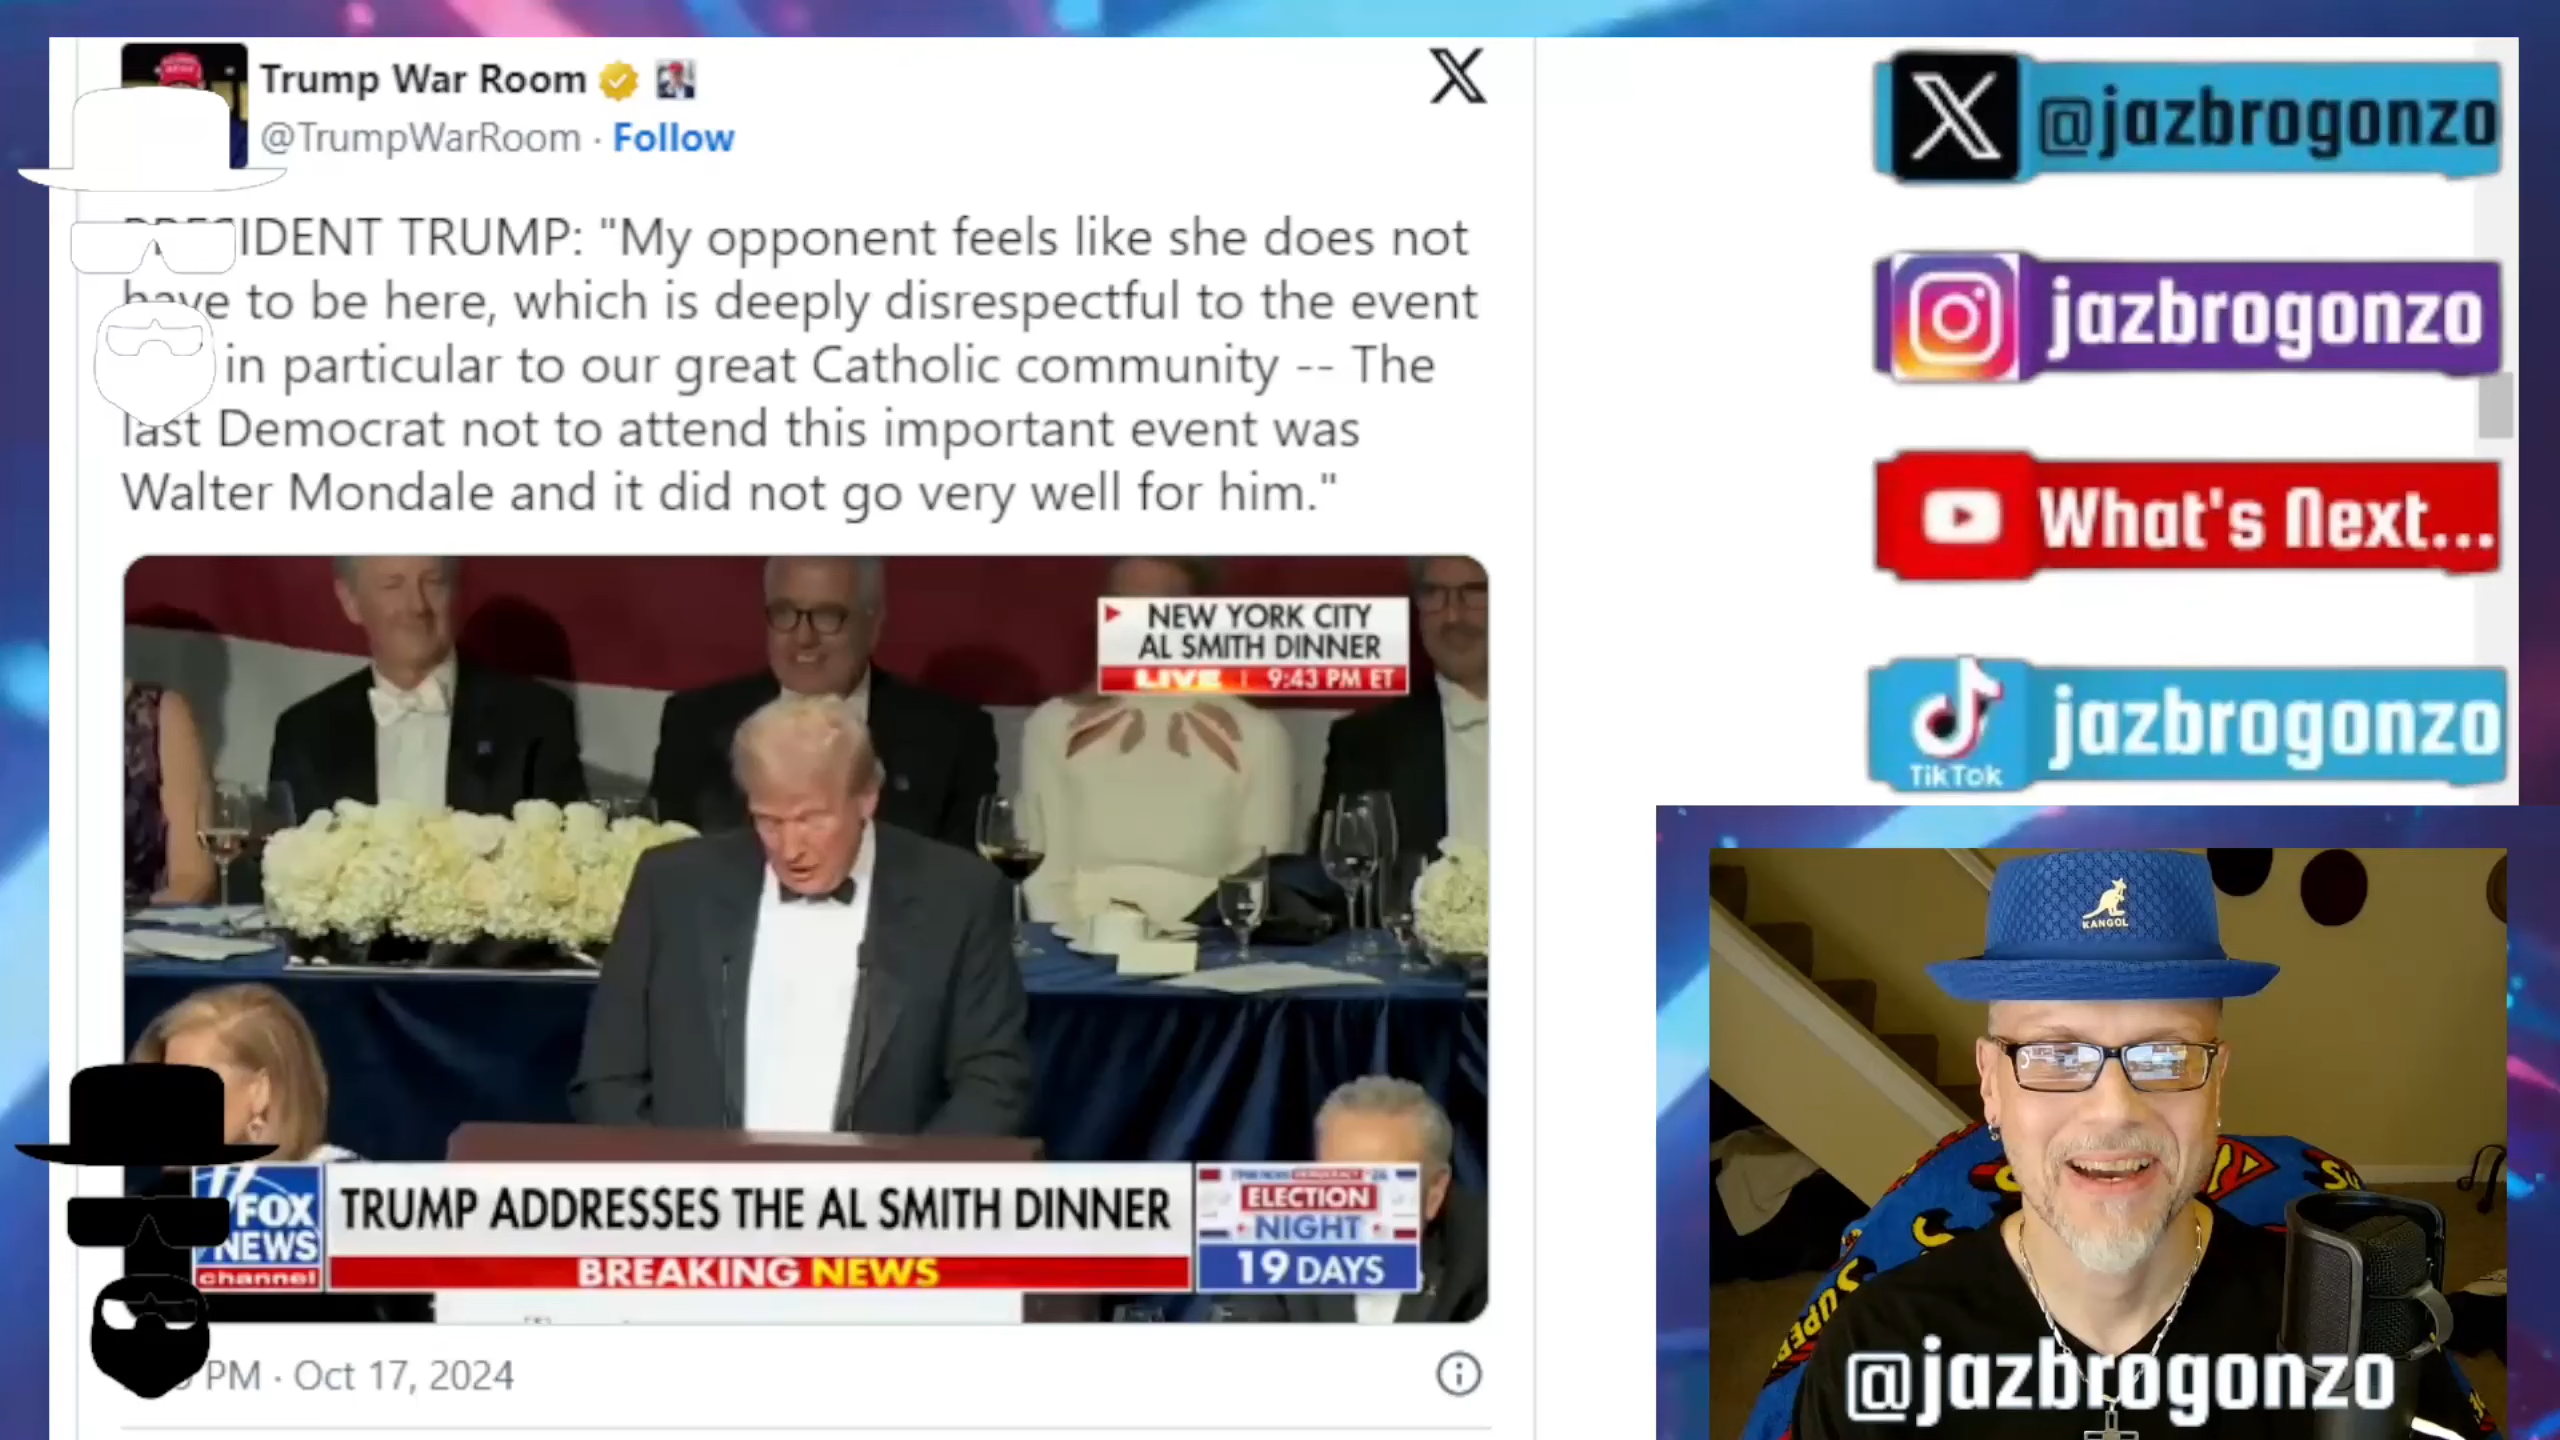 Trump War Room
@TrumpWarRoom · Follow
IDENT TRUMP: "My opponent feels like she does not
have to be here, which is deeply disrespectful to the event
in particular to our great Catholic community -- The
last Democrat not to attend this important event was
Walter Mondale and it did not go very well for him."
NEW YORK CITY
AL SMITH DINNER
LIVE | 9:43 PM ET
FOX
NEWS
channel
TRUMP ADDRESSES THE AL SMITH DINNER
BREAKING NEWS
ELECTION
NIGHT
19 DAYS
PM · Oct 17, 2024
X @jazbrogonzo
jazbrogonzo
What's Next...
TikTok
jazbrogonzo
KANGOL
SUPER
@jazbrogonzo